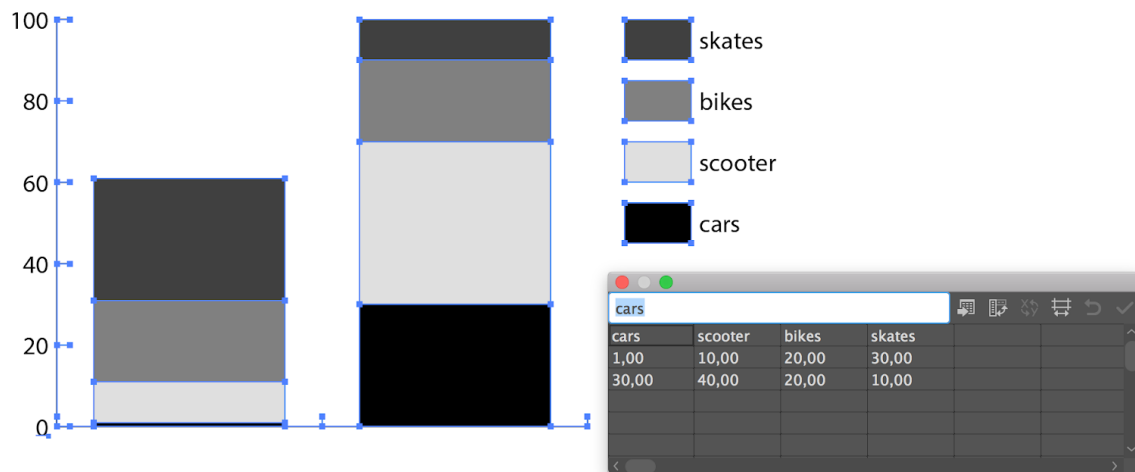 100
80
60
40
20
0
skates
bikes
scooter
cars
cars
cars scooter bikes skates
1,00 10,00 20,00 30,00
30,00 40,00 20,00 10,00